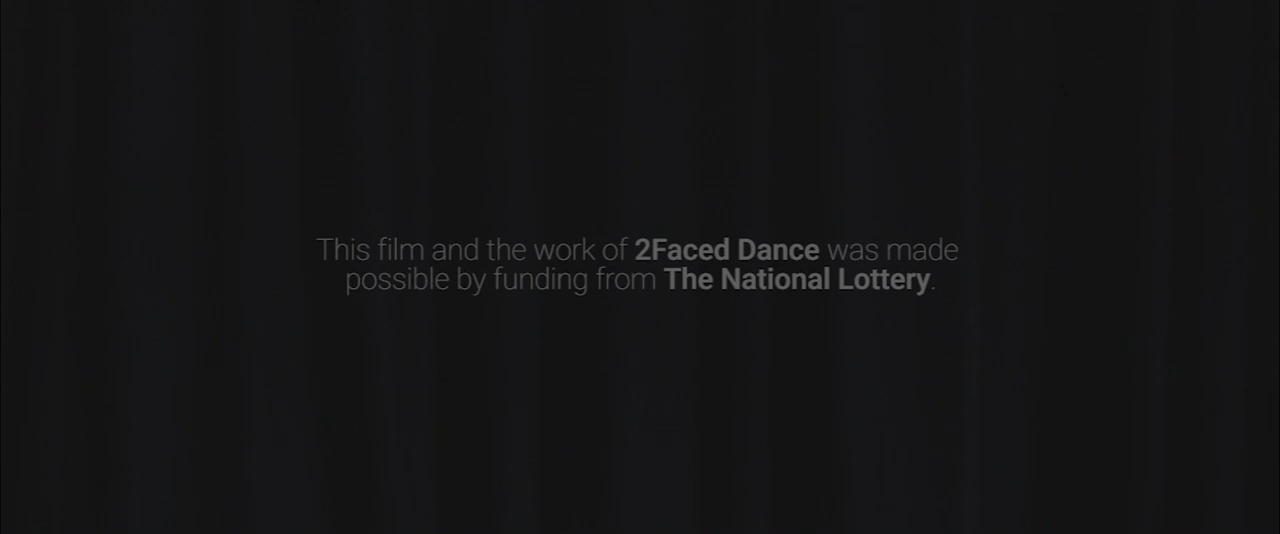 This film and the work of 2Faced Dance was made
possible by funding from The National Lottery.